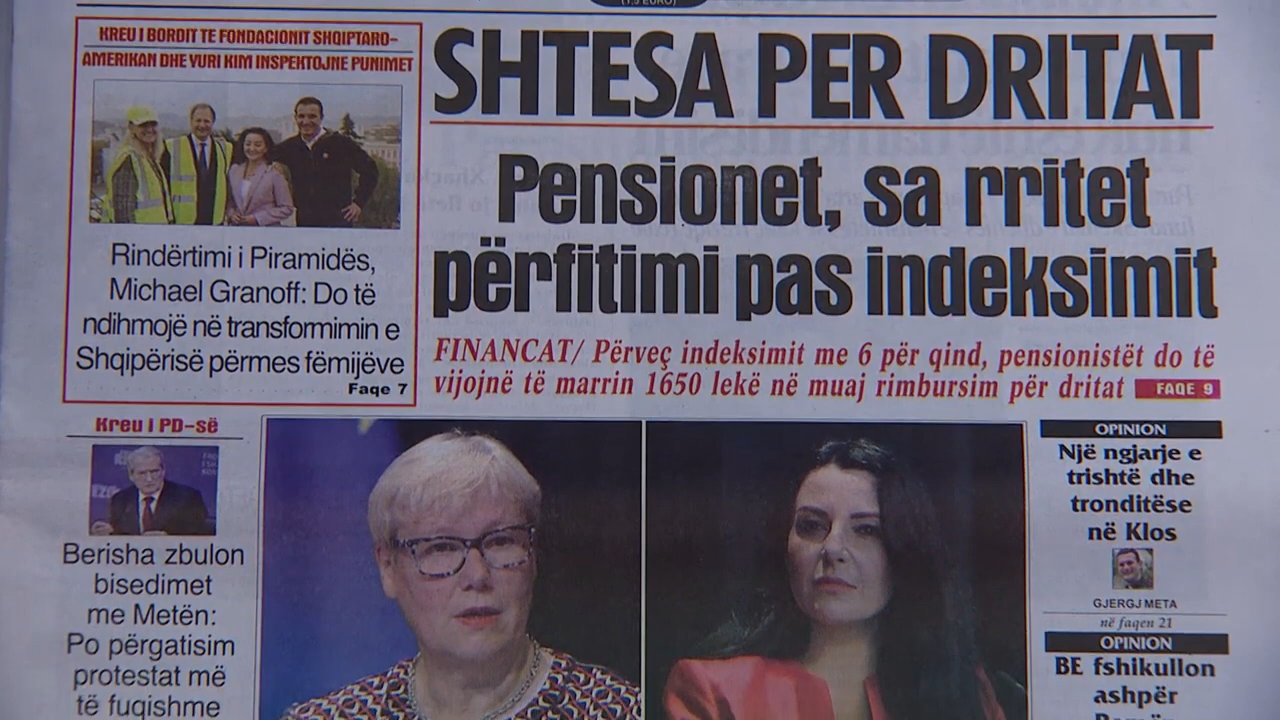 (1,5 EURO)
KREU I BORDIT TE FONDACIONIT SHQIPTARO-
AMERIKAN DHE YURI KIM INSPEKTOJNE PUNIMET
Rindërtimi i Piramidës,
Michael Granoff: Do të
ndihmojë në transformimin e
Shqipërisë përmes fëmijëve
Faqe 7
SHTESA PER DRITAT
Pensionet, sa rritet
përfitimi pas indeksimit
FINANCAT/ Përveç indeksimit me 6 për qind, pensionistët do të
vijojnë të marrin 1650 lekë në muaj rimbursim për dritat FAQE 9
Kreu i PD-së
Berisha zbulon
bisedimet
me Metën:
Po përgatisim
protestat më
të fuqishme
OPINION
Një ngjarje e
trishtë dhe
tronditëse
në Klos
GJERGJ META
në faqen 21
OPINION
BE fshikullon
ashpër